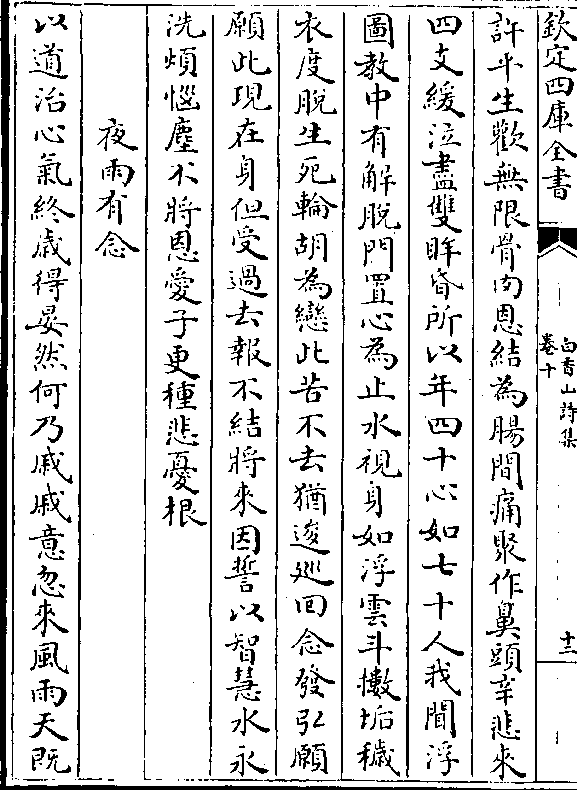 欽定四庫全書
白香山詩集
卷十
十三
許平生歡無限骨肉恩結為腸間痛聚作鼻頭辛悲來
四支緩泣盡雙眸昏所以年四十心如七十人我聞浮
圖教中有解脫門置心為止水視身如浮雲斗擻垢穢
衣度脫生死輪胡為戀此苦不去猶逡廵回念發弘願
願此現在身但受過去報不結將來因誓以智慧水永
洗煩惱塵不將恩愛子更種悲憂根
夜雨有念
以道治心氣終歲得晏然何乃戚戚意忽來風雨天既